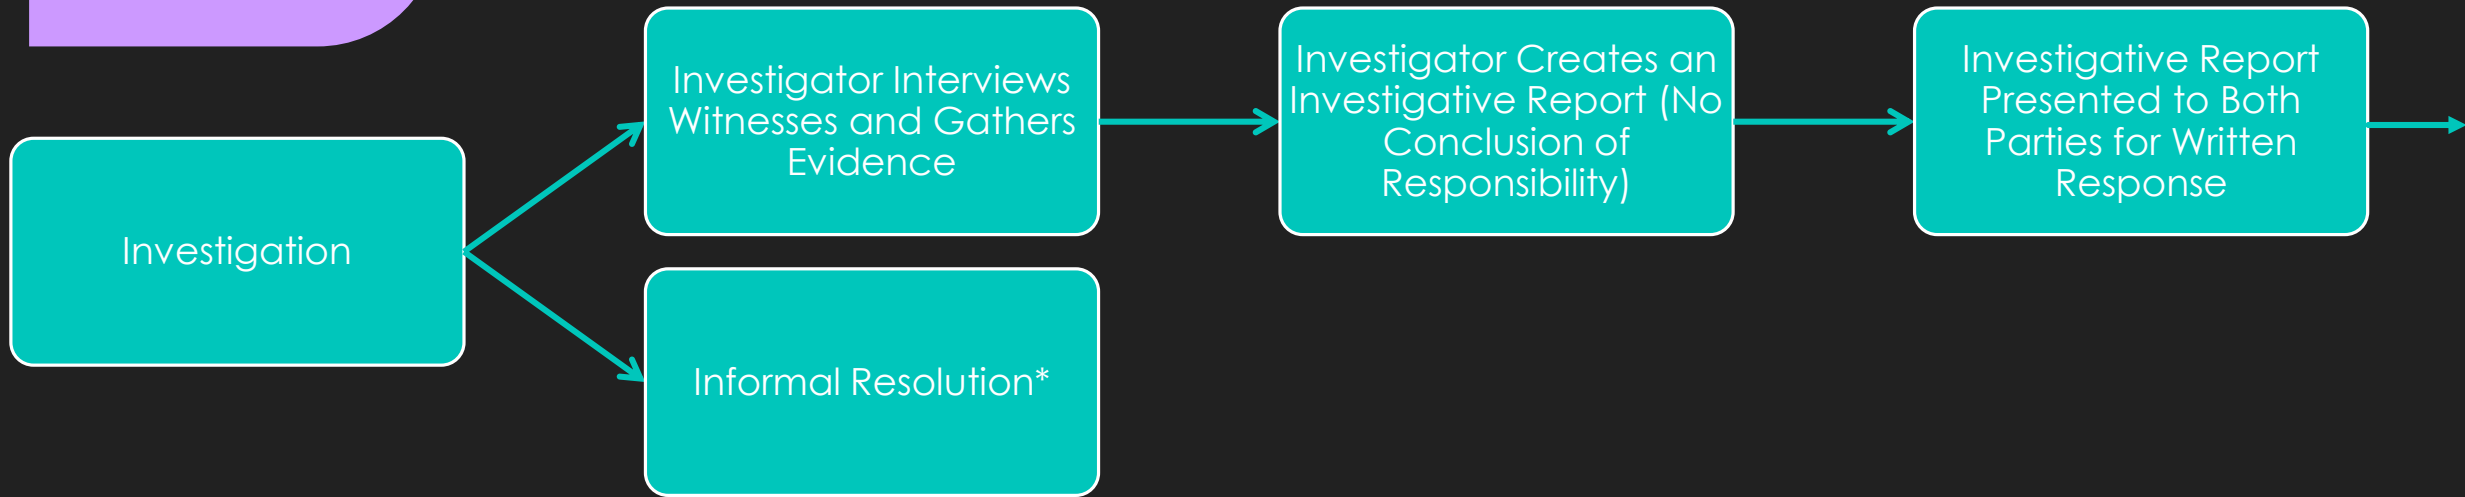 Investigation
Investigator Interviews
Witnesses and Gathers
Evidence
Informal Resolution*
Investigator Creates an
Investigative Report (No
Conclusion of
Responsibility)
Investigative Report
Presented to Both
Parties for Written
Response